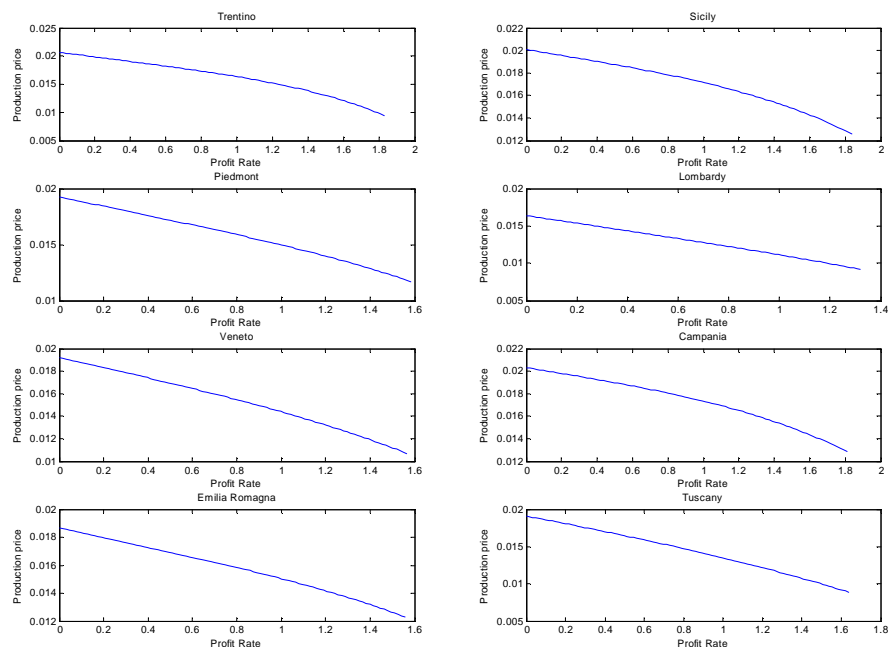 Trentino
Production price
0.025
0.02
0.015
0.01
0.005
0 0.2 0.4 0.6 0.8 1 1.2 1.4 1.6 1.8 2
Profit Rate
Sicily
Production price
0.022
0.02
0.018
0.016
0.014
0.012
0 0.2 0.4 0.6 0.8 1 1.2 1.4 1.6 1.8 2
Profit Rate
Piedmont
Production price
0.02
0.015
0.01
0 0.2 0.4 0.6 0.8 1 1.2 1.4 1.6
Profit Rate
Lombardy
Production price
0.02
0.015
0.01
0.005
0 0.2 0.4 0.6 0.8 1 1.2 1.4
Profit Rate
Veneto
Production price
0.02
0.018
0.016
0.014
0.012
0.01
0 0.2 0.4 0.6 0.8 1 1.2 1.4 1.6
Profit Rate
Campania
Production price
0.022
0.02
0.018
0.016
0.014
0.012
0 0.2 0.4 0.6 0.8 1 1.2 1.4 1.6 1.8 2
Profit Rate
Emilia Romagna
Production price
0.02
0.018
0.016
0.014
0.012
0 0.2 0.4 0.6 0.8 1 1.2 1.4 1.6
Profit Rate
Tuscany
Production price
0.02
0.015
0.01
0.005
0 0.2 0.4 0.6 0.8 1 1.2 1.4 1.6 1.8
Profit Rate